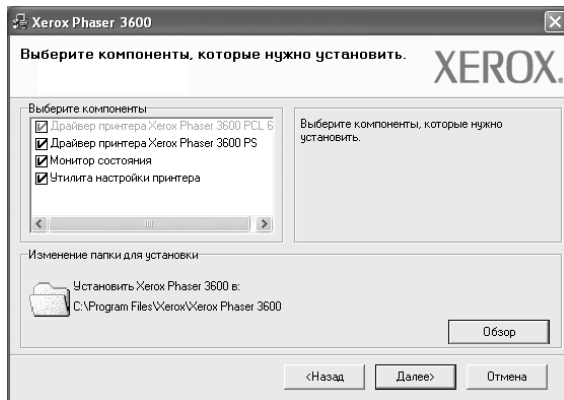 Xerox Phaser 3600
Выберите компоненты, которые нужно установить.
XEROX.
Выберите компоненты
Драйвер принтера Xerox Phaser 3600 PCL 6
Драйвер принтера Xerox Phaser 3600 PS
Монитор состояния
Утилита настройки принтера
Выберите компоненты, которые нужно
установить.
Изменение папки для установки
Установить Xerox Phaser 3600 в:
C:\Program Files\Xerox\Xerox Phaser 3600
Обзор
<Назад
Далее>
Отмена